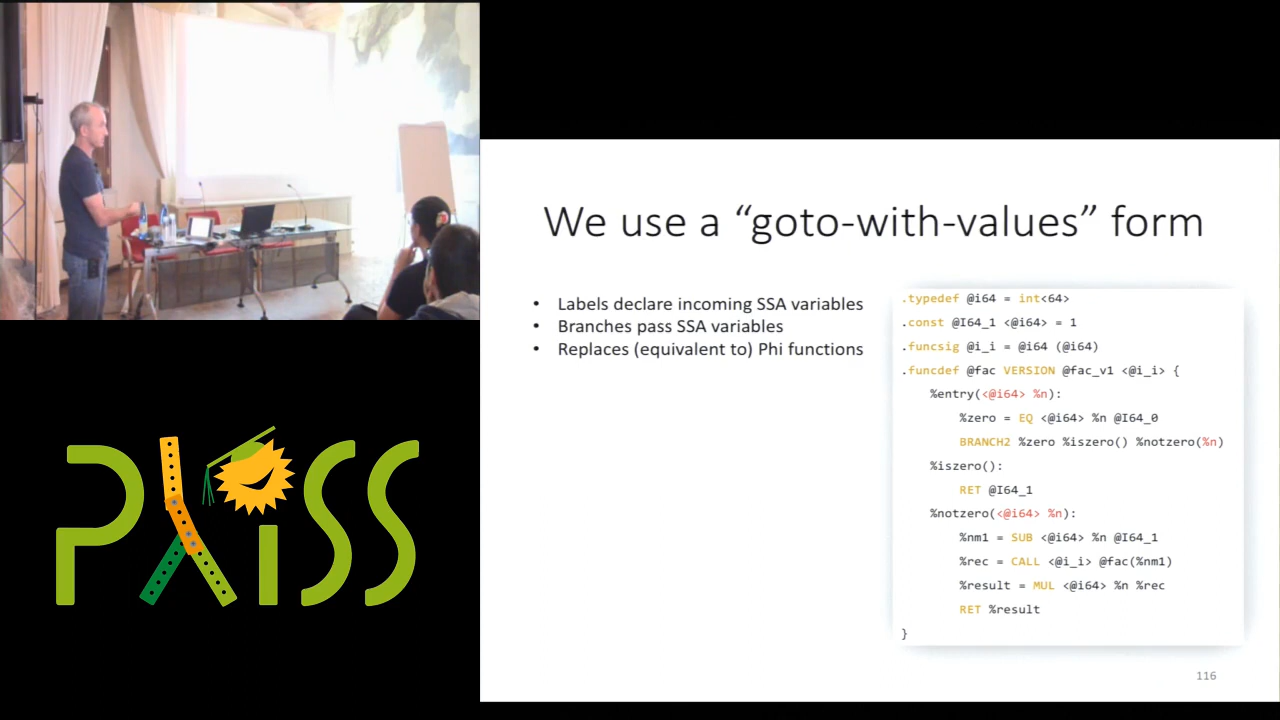 We use a “goto-with-values” form
• Labels declare incoming SSA variables
• Branches pass SSA variables
• Replaces (equivalent to) Phi functions
.typedef @i64 = int<64>
.const @I64_1 <@i64> = 1
.funcsig @i_i = @i64 (@i64)
.funcdef @fac VERSION @fac_v1 <@i_i> {
%entry(<@i64> %n):
%zero = EQ <@i64> %n @I64_0
BRANCH2 %zero %iszero() %notzero(%n)
%iszero():
RET @I64_1
%notzero(<@i64> %n):
%nm1 = SUB <@i64> %n @I64_1
%rec = CALL <@i_i> @fac(%nm1)
%result = MUL <@i64> %n %rec
RET %result
}
116
PLISS